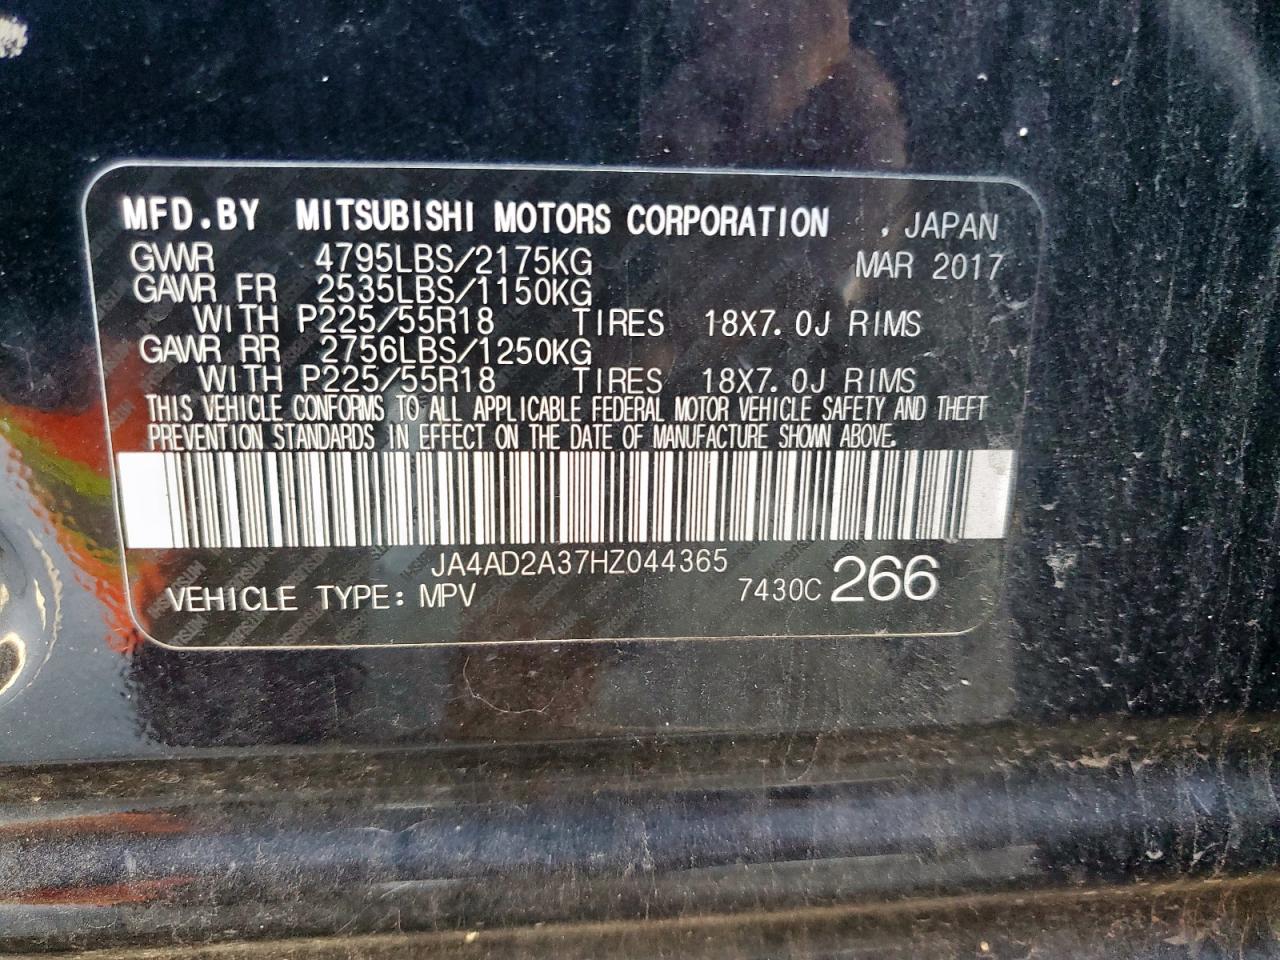 MFD.BY MITSUBISHI MOTORS CORPORATION , JAPAN
GVWR 4795LBS/2175KG MAR 2017
GAWR FR 2535LBS/1150KG
WITH P225/55R18 TIRES 18X7.0J RIMS
GAWR RR 2756LBS/1250KG
WITH P225/55R18 TIRES 18X7.0J RIMS
THIS VEHICLE CONFORMS TO ALL APPLICABLE FEDERAL MOTOR VEHICLE SAFETY AND THEFT
PREVENTION STANDARDS IN EFFECT ON THE DATE OF MANUFACTURE SHOWN ABOVE.
JA4AD2A37HZ044365
VEHICLE TYPE: MPV 7430C 266